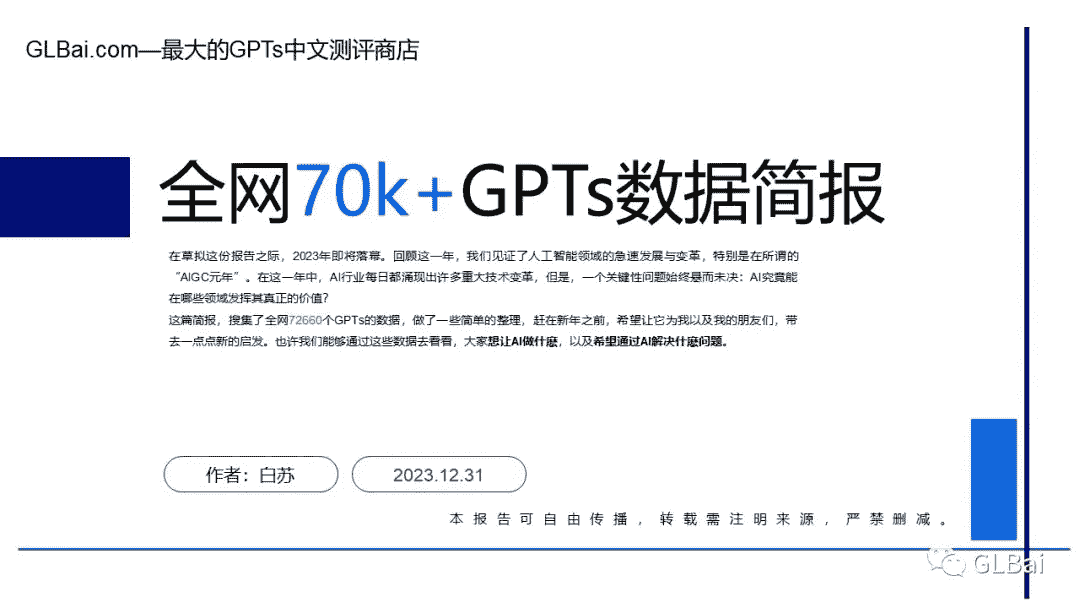 GLBai.com—最大的GPTs中文测评商店
全网70k+GPTs数据简报
在草拟这份报告之际，2023年即将落幕。回顾这一年，我们见证了人工智能领域的急速发展与变革，特别是在所谓的
“AIGC元年”。在这一年中，AI行业每日都涌现出许多重大技术变革，但是，一个关键性问题始终悬而未决：AI究竟能
在哪些领域发挥其真正的价值？
这篇简报，搜集了全网72660个GPTs的数据，做了一些简单的整理，赶在新年之前，希望让它为我以及我的朋友们，带
去一点点新的启发。也许我们能够通过这些数据去看看，大家想让AI做什麽，以及希望通过AI解决什麽问题。
作者：白苏
2023.12.31
本报告可自由传播，转载需注明来源，严禁删减。
GLBai